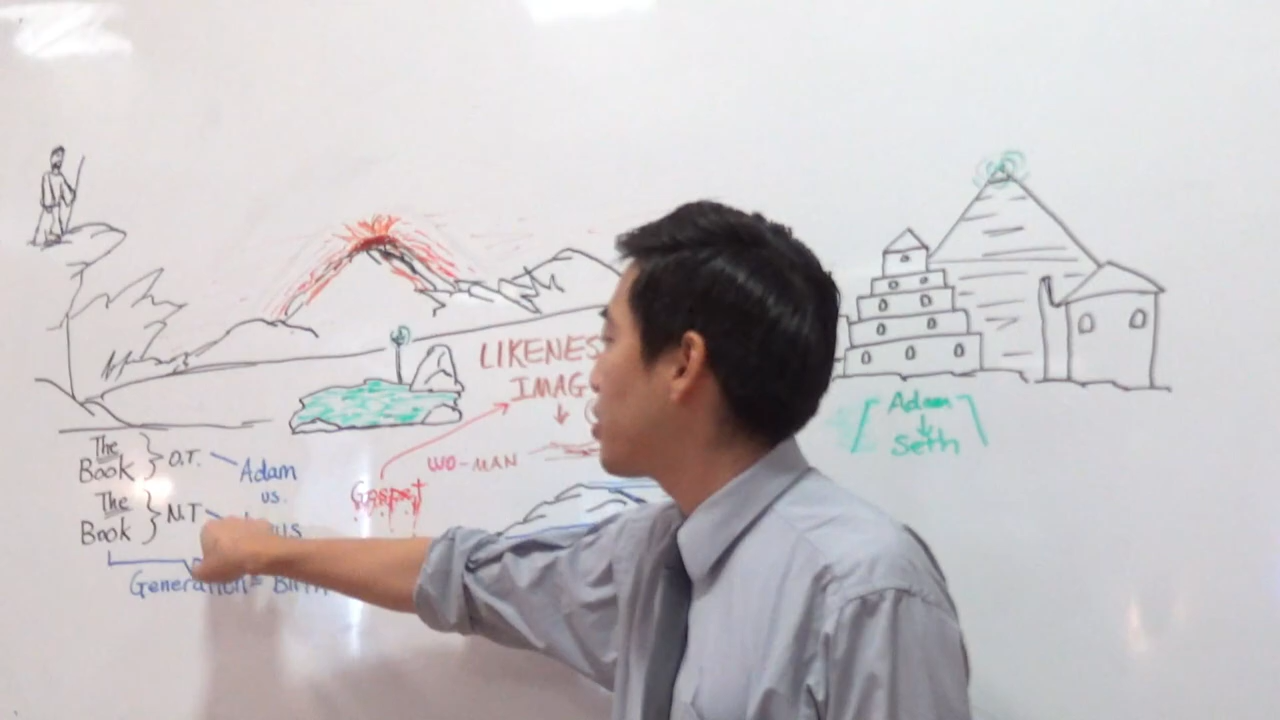 LIKENES
IMAG
The
Book } O.T.
Adam
vs.
The
Book } N.T
Generation = Birth
Gospel
WO-MAN
Adam
↓
Seth